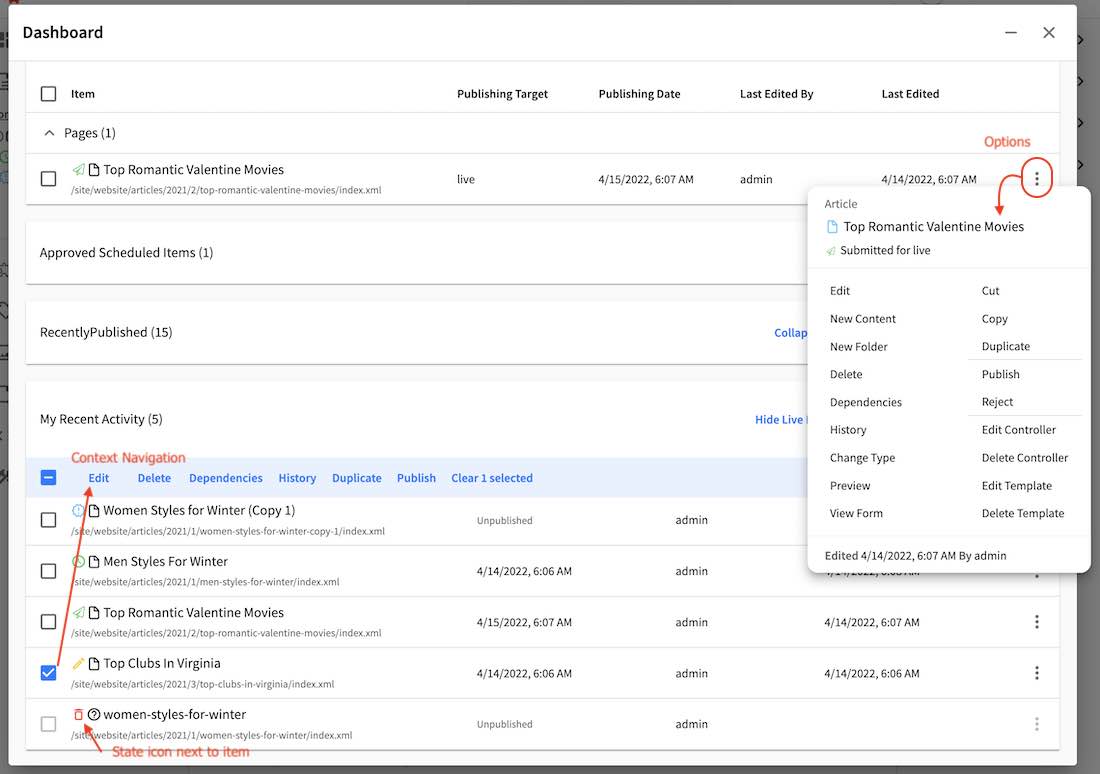 Dashboard
Item Publishing Target Publishing Date Last Edited By Last Edited
Pages (1)
Options
Top Romantic Valentine Movies
/site/website/articles/2021/2/top-romantic-valentine-movies/index.xml
live 4/15/2022, 6:07 AM admin 4/14/2022, 6:07 AM
Article
Top Romantic Valentine Movies
Submitted for live
Edit Cut
New Content Copy
New Folder Duplicate
Delete Publish
Dependencies Reject
History Edit Controller
Change Type Delete Controller
Preview Edit Template
View Form Delete Template
Edited 4/14/2022, 6:07 AM By admin
Approved Scheduled Items (1)
RecentlyPublished (15) Collap
My Recent Activity (5) Hide Live
Context Navigation
Edit Delete Dependencies History Duplicate Publish Clear 1 selected
Women Styles for Winter (Copy 1)
/site/website/articles/2021/1/women-styles-for-winter-copy-1/index.xml
Unpublished admin
Men Styles For Winter
/site/website/articles/2021/1/men-styles-for-winter/index.xml
4/14/2022, 6:06 AM admin
Top Romantic Valentine Movies
/site/website/articles/2021/2/top-romantic-valentine-movies/index.xml
4/15/2022, 6:07 AM admin 4/14/2022, 6:07 AM
Top Clubs In Virginia
/site/website/articles/2021/3/top-clubs-in-virginia/index.xml
4/14/2022, 6:06 AM admin 4/14/2022, 6:06 AM
women-styles-for-winter
/site/website/articles/2021/1/women-styles-for-winter/index.xml
Unpublished admin
State icon next to item